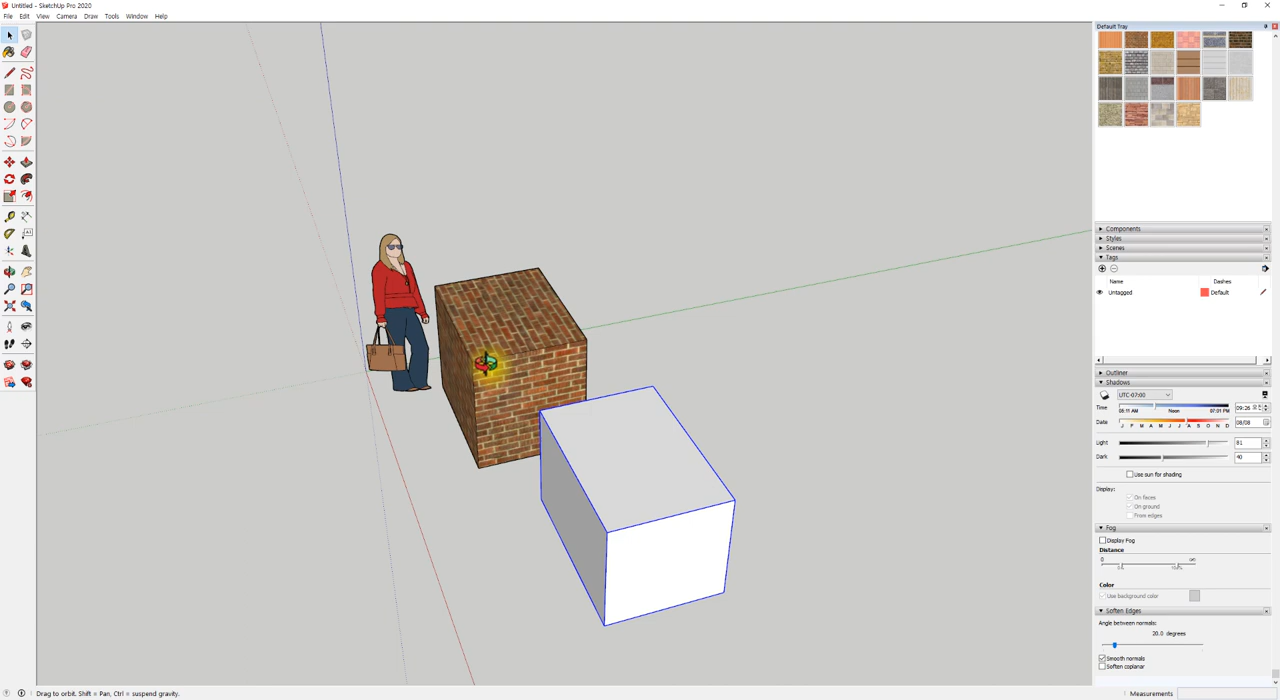 Untitled - SketchUp Pro 2020
File Edit View Camera Draw Tools Window Help
Default Tray
Components
Styles
Scenes
Tags
Name Dashes
Untagged Default
Outliner
Shadows
UTC-07:00
Time 09:26
05:11 AM Noon 07:01 PM
Date 08/08
J F M A M J J A S O N D
Light 81
Dark 40
Use sun for shading
Display:
On faces
On ground
From edges
Fog
Display Fog
Distance
0 ∞
Color
Use background color
Soften Edges
Angle between normals:
20.0 degrees
Smooth normals
Soften coplanar
Drag to orbit. Shift = Pan, Ctrl = suspend gravity.
Measurements